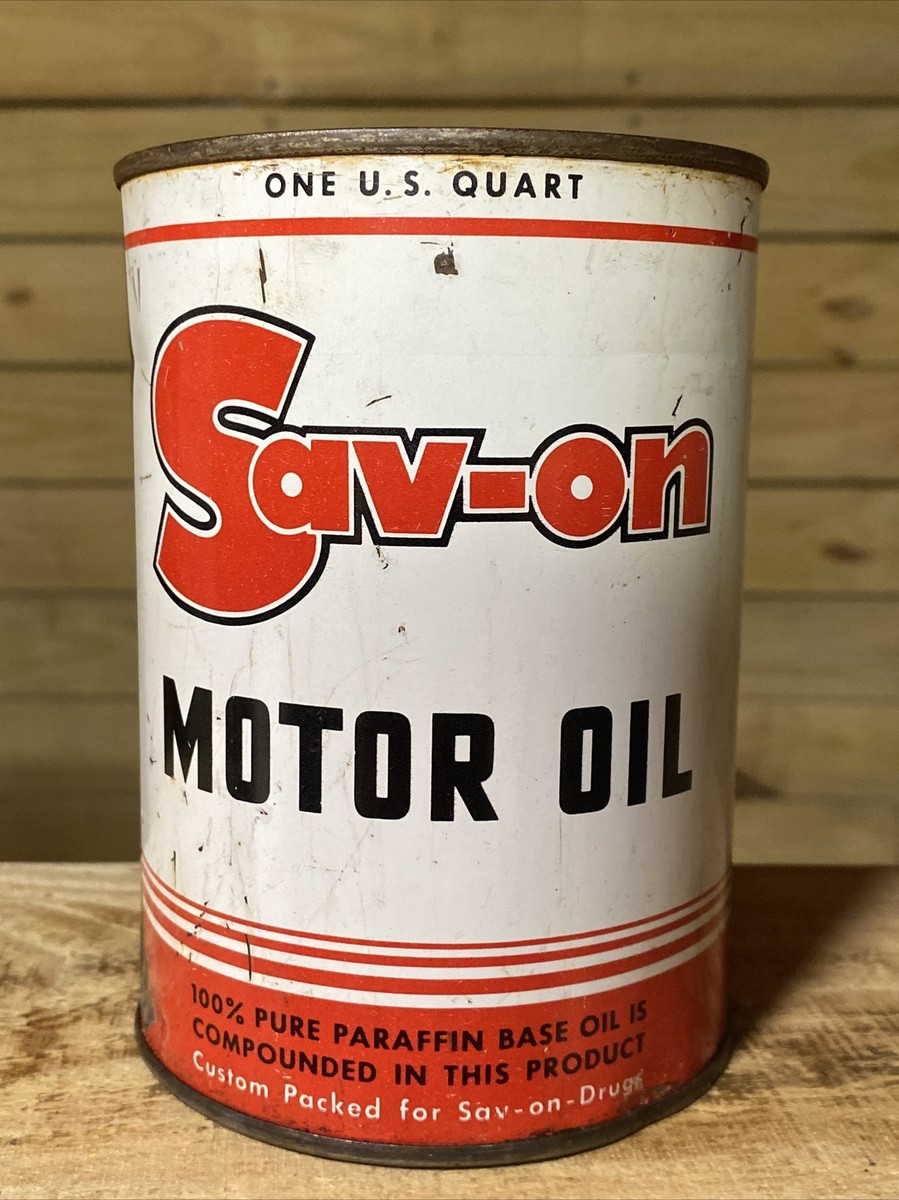 ONE U.S. QUART
Sav-on
MOTOR OIL
100% PURE PARAFFIN BASE OIL IS
COMPOUNDED IN THIS PRODUCT
Custom Packed for Sav-on-Drugs